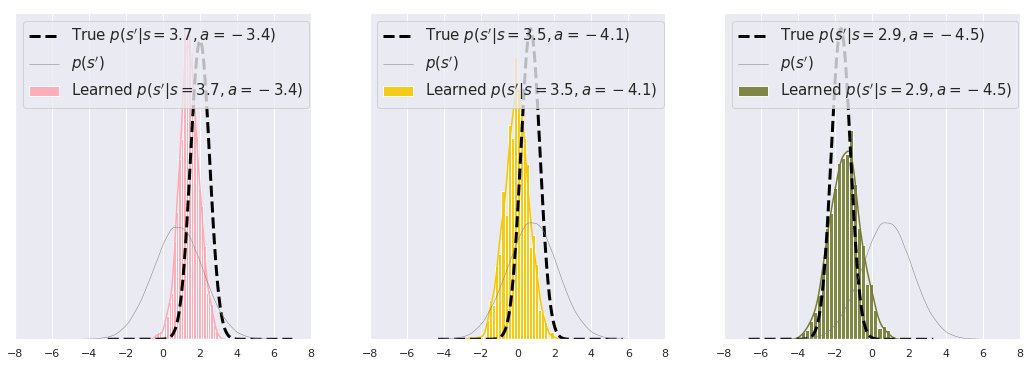 True p(s′|s = 3.7, a = −3.4)
p(s′)
Learned p(s′|s = 3.7, a = −3.4)
−8 −6 −4 −2 0 2 4 6 8
True p(s′|s = 3.5, a = −4.1)
p(s′)
Learned p(s′|s = 3.5, a = −4.1)
−8 −6 −4 −2 0 2 4 6 8
True p(s′|s = 2.9, a = −4.5)
p(s′)
Learned p(s′|s = 2.9, a = −4.5)
−8 −6 −4 −2 0 2 4 6 8